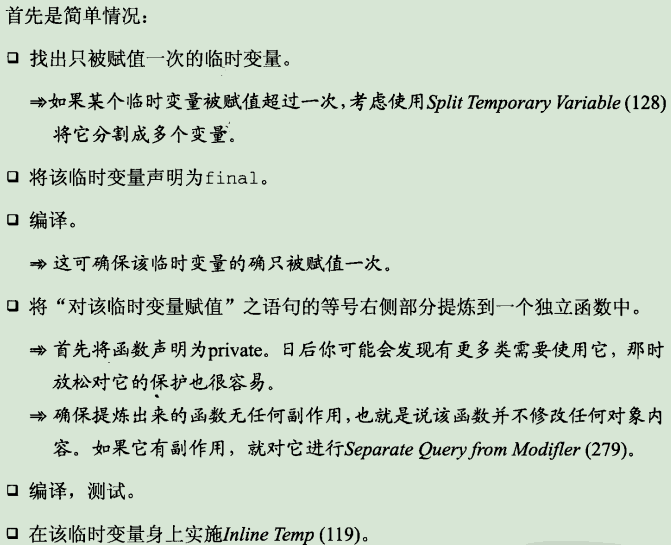 首先是简单情况：
❑ 找出只被赋值一次的临时变量。
⇒如果某个临时变量被赋值超过一次，考虑使用Split Temporary Variable (128)
将它分割成多个变量。
❑ 将该临时变量声明为final。
❑ 编译。
⇒ 这可确保该临时变量的确只被赋值一次。
❑ 将“对该临时变量赋值”之语句的等号右侧部分提炼到一个独立函数中。
⇒ 首先将函数声明为private。日后你可能会发现有更多类需要使用它，那时
放松对它的保护也很容易。
⇒ 确保提炼出来的函数无任何副作用，也就是说该函数并不修改任何对象内
容。如果它有副作用，就对它进行Separate Query from Modifler (279)。
❑ 编译，测试。
❑ 在该临时变量身上实施Inline Temp (119)。